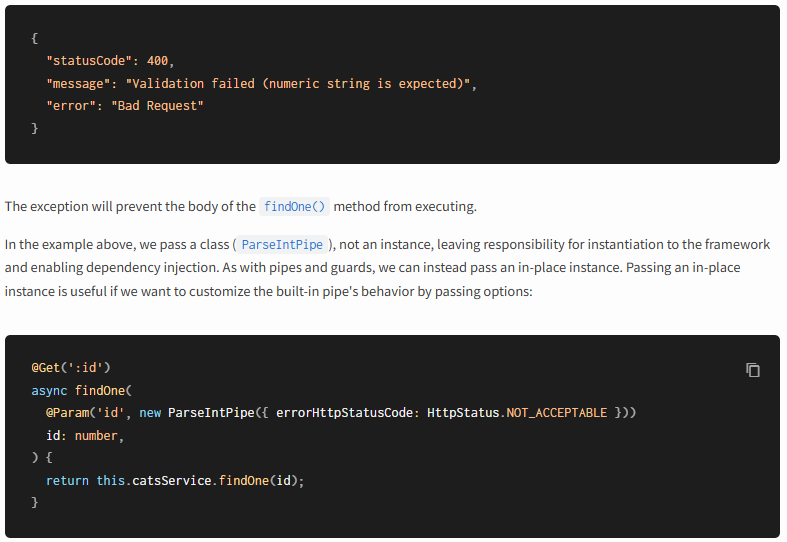 {
  "statusCode": 400,
  "message": "Validation failed (numeric string is expected)",
  "error": "Bad Request"
}
The exception will prevent the body of the findOne() method from executing.
In the example above, we pass a class ( ParseIntPipe ), not an instance, leaving responsibility for instantiation to the framework
and enabling dependency injection. As with pipes and guards, we can instead pass an in-place instance. Passing an in-place
instance is useful if we want to customize the built-in pipe's behavior by passing options:
@Get(':id')
async findOne(
  @Param('id', new ParseIntPipe({ errorHttpStatusCode: HttpStatus.NOT_ACCEPTABLE }))
  id: number,
) {
  return this.catsService.findOne(id);
}